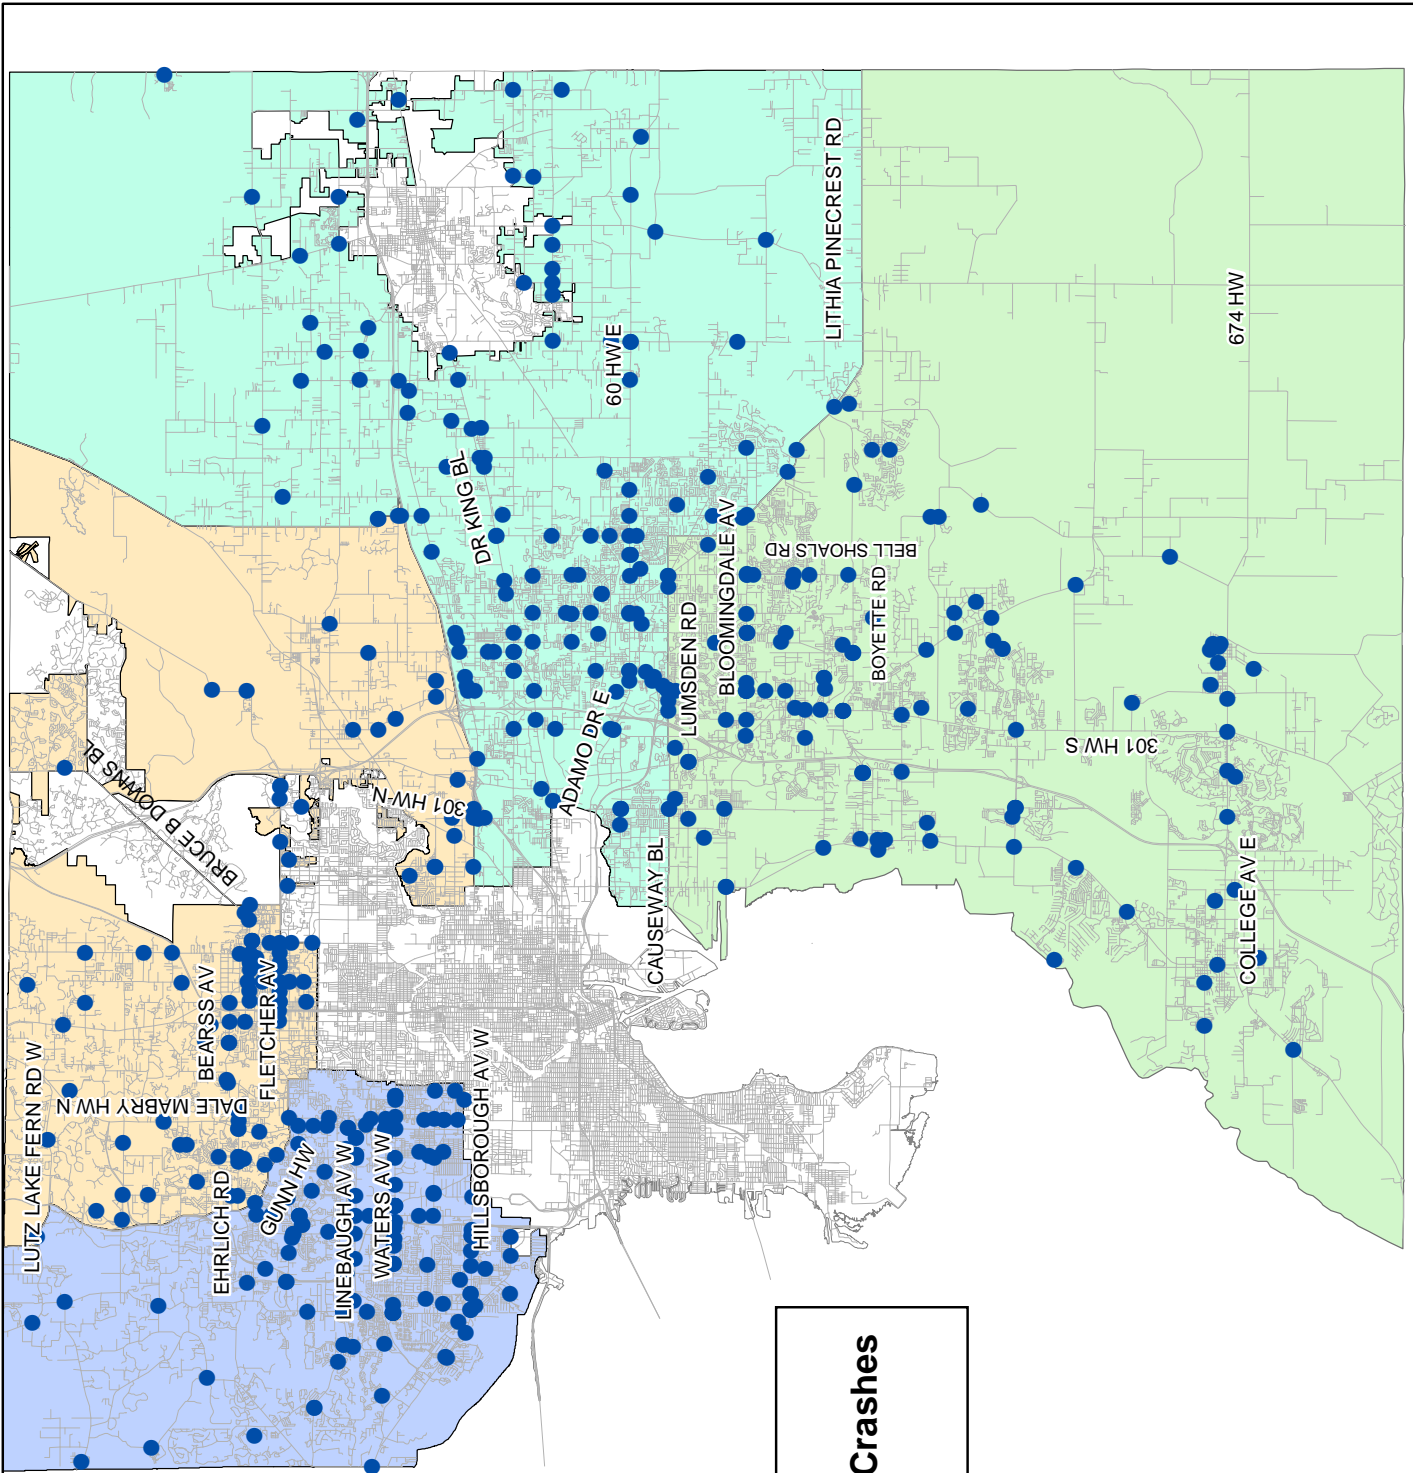 LUTZ LAKE FERN RD W
DALE MABRY HW N
BEARSS AV
FLETCHER AV
EHRLICH RD
GUNN HW
LINEBAUGH AV W
WATERS AV W
HILLSBOROUGH AV W
BRUCE B DOWNS BL
301 HW N
DR KING BL
ADAMO DR E
60 HW E
CAUSEWAY BL
LUMSDEN RD
BLOOMINGDALE AV
LITHIA PINECREST RD
BELL SHOALS RD
BOYETTE RD
301 HW S
674 HW
COLLEGE AV E
Crashes